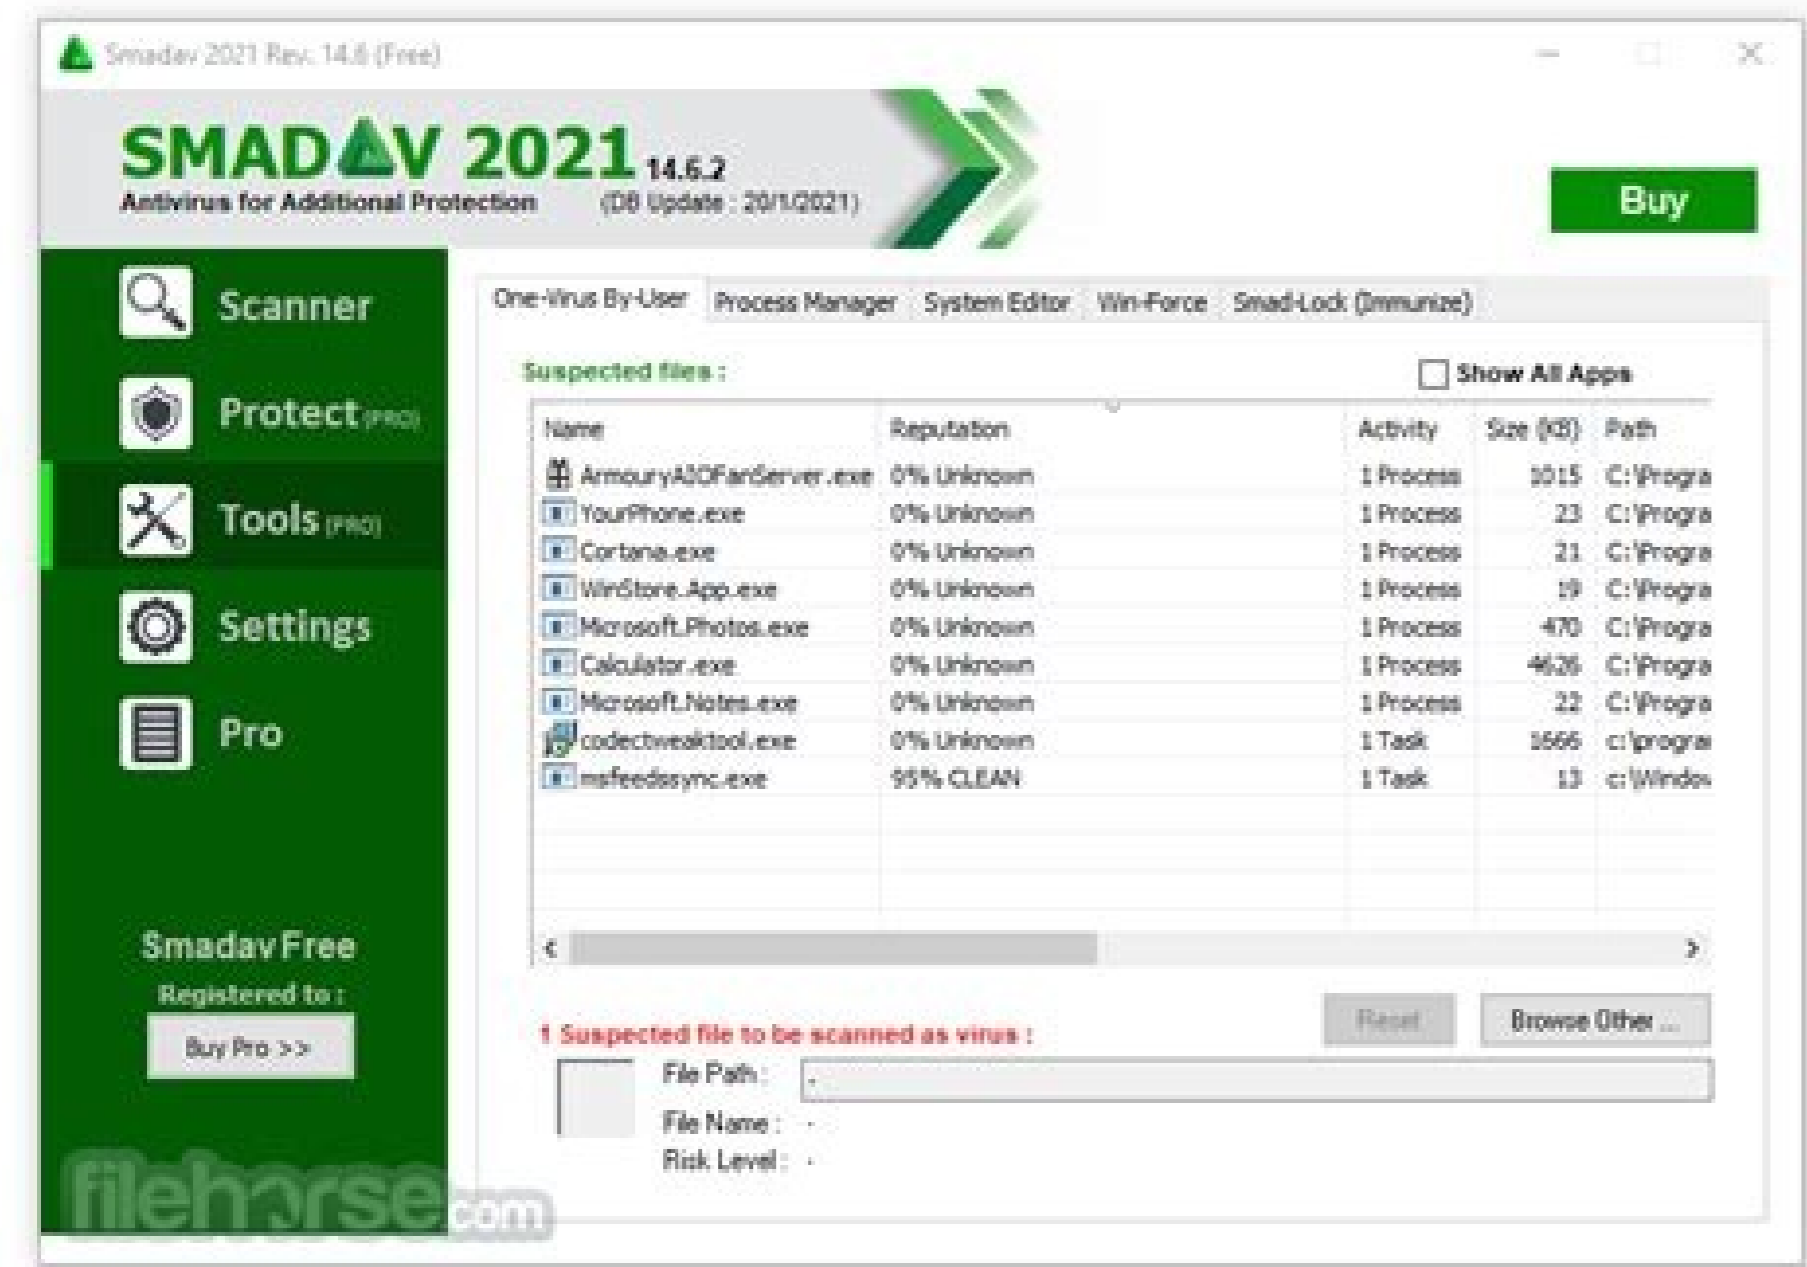 Smadav 2021 Rev. 14.6 (Free)
SMADAV 2021 14.6.2
Antivirus for Additional Protection (DB Update : 20/1/2021)
Buy
Scanner
Protect (PRO)
Tools (PRO)
Settings
Pro
Smadav Free
Registered to :
Buy Pro >>
One-Virus By-User Process Manager System Editor Win-Force Smad-Lock (Immunize)
Suspected files : Show All Apps
Name Reputation Activity Size (KB) Path
ArmouryAIOFanServer.exe 0% Unknown 1 Process 1015 C:\Progra
YourPhone.exe 0% Unknown 1 Process 23 C:\Progra
Cortana.exe 0% Unknown 1 Process 21 C:\Progra
WinStore.App.exe 0% Unknown 1 Process 19 C:\Progra
Microsoft.Photos.exe 0% Unknown 1 Process 470 C:\Progra
Calculator.exe 0% Unknown 1 Process 4626 C:\Progra
Microsoft.Notes.exe 0% Unknown 1 Process 22 C:\Progra
codectweaktool.exe 0% Unknown 1 Task 1666 c:\progra
msfeedssync.exe 95% CLEAN 1 Task 13 c:\Window
1 Suspected file to be scanned as virus :
Reset Browse Other ...
File Path : .
File Name : -
Risk Level : -
filehorse.com